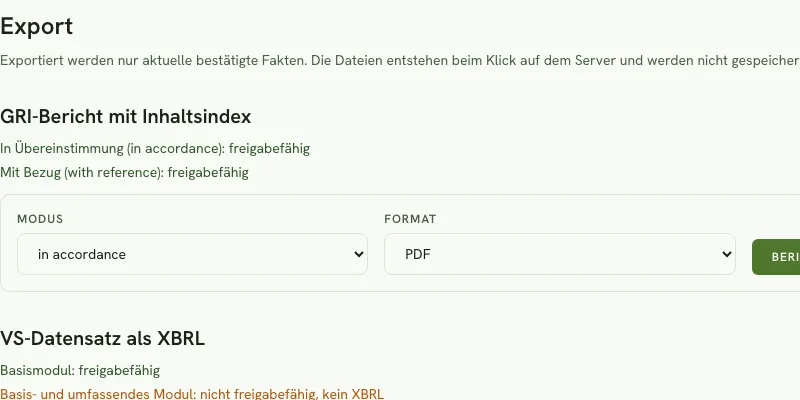 Export
Exportiert werden nur aktuelle bestätigte Fakten. Die Dateien entstehen beim Klick auf dem Server und werden nicht
GRI-Bericht mit Inhaltsindex
In Übereinstimmung (in accordance): freigabefähig
Mit Bezug (with reference): freigabefähig
MODUS
FORMAT
in accordance
PDF
VS-Datensatz als XBRL
Basismodul: freigabefähig
Basis- und umfassendes Modul: nicht freigabefähig, kein XBRL